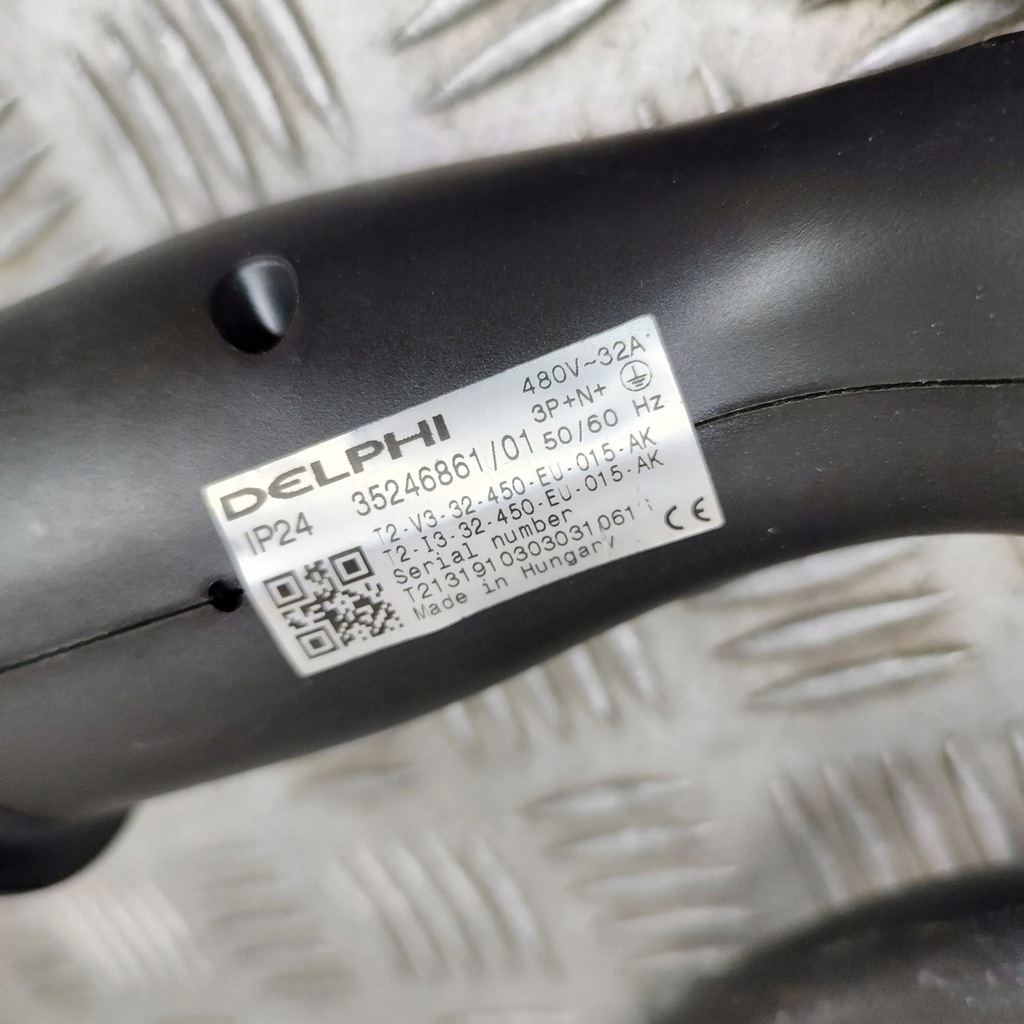 DELPHI
480V~32A
3P+N+
35246861/01 50/60 Hz
IP24
T2-V3-32-450-EU-015-AK
T2-I3-32-450-EU-015-AK
Serial number
T2131910303031061
Made in Hungary
CE